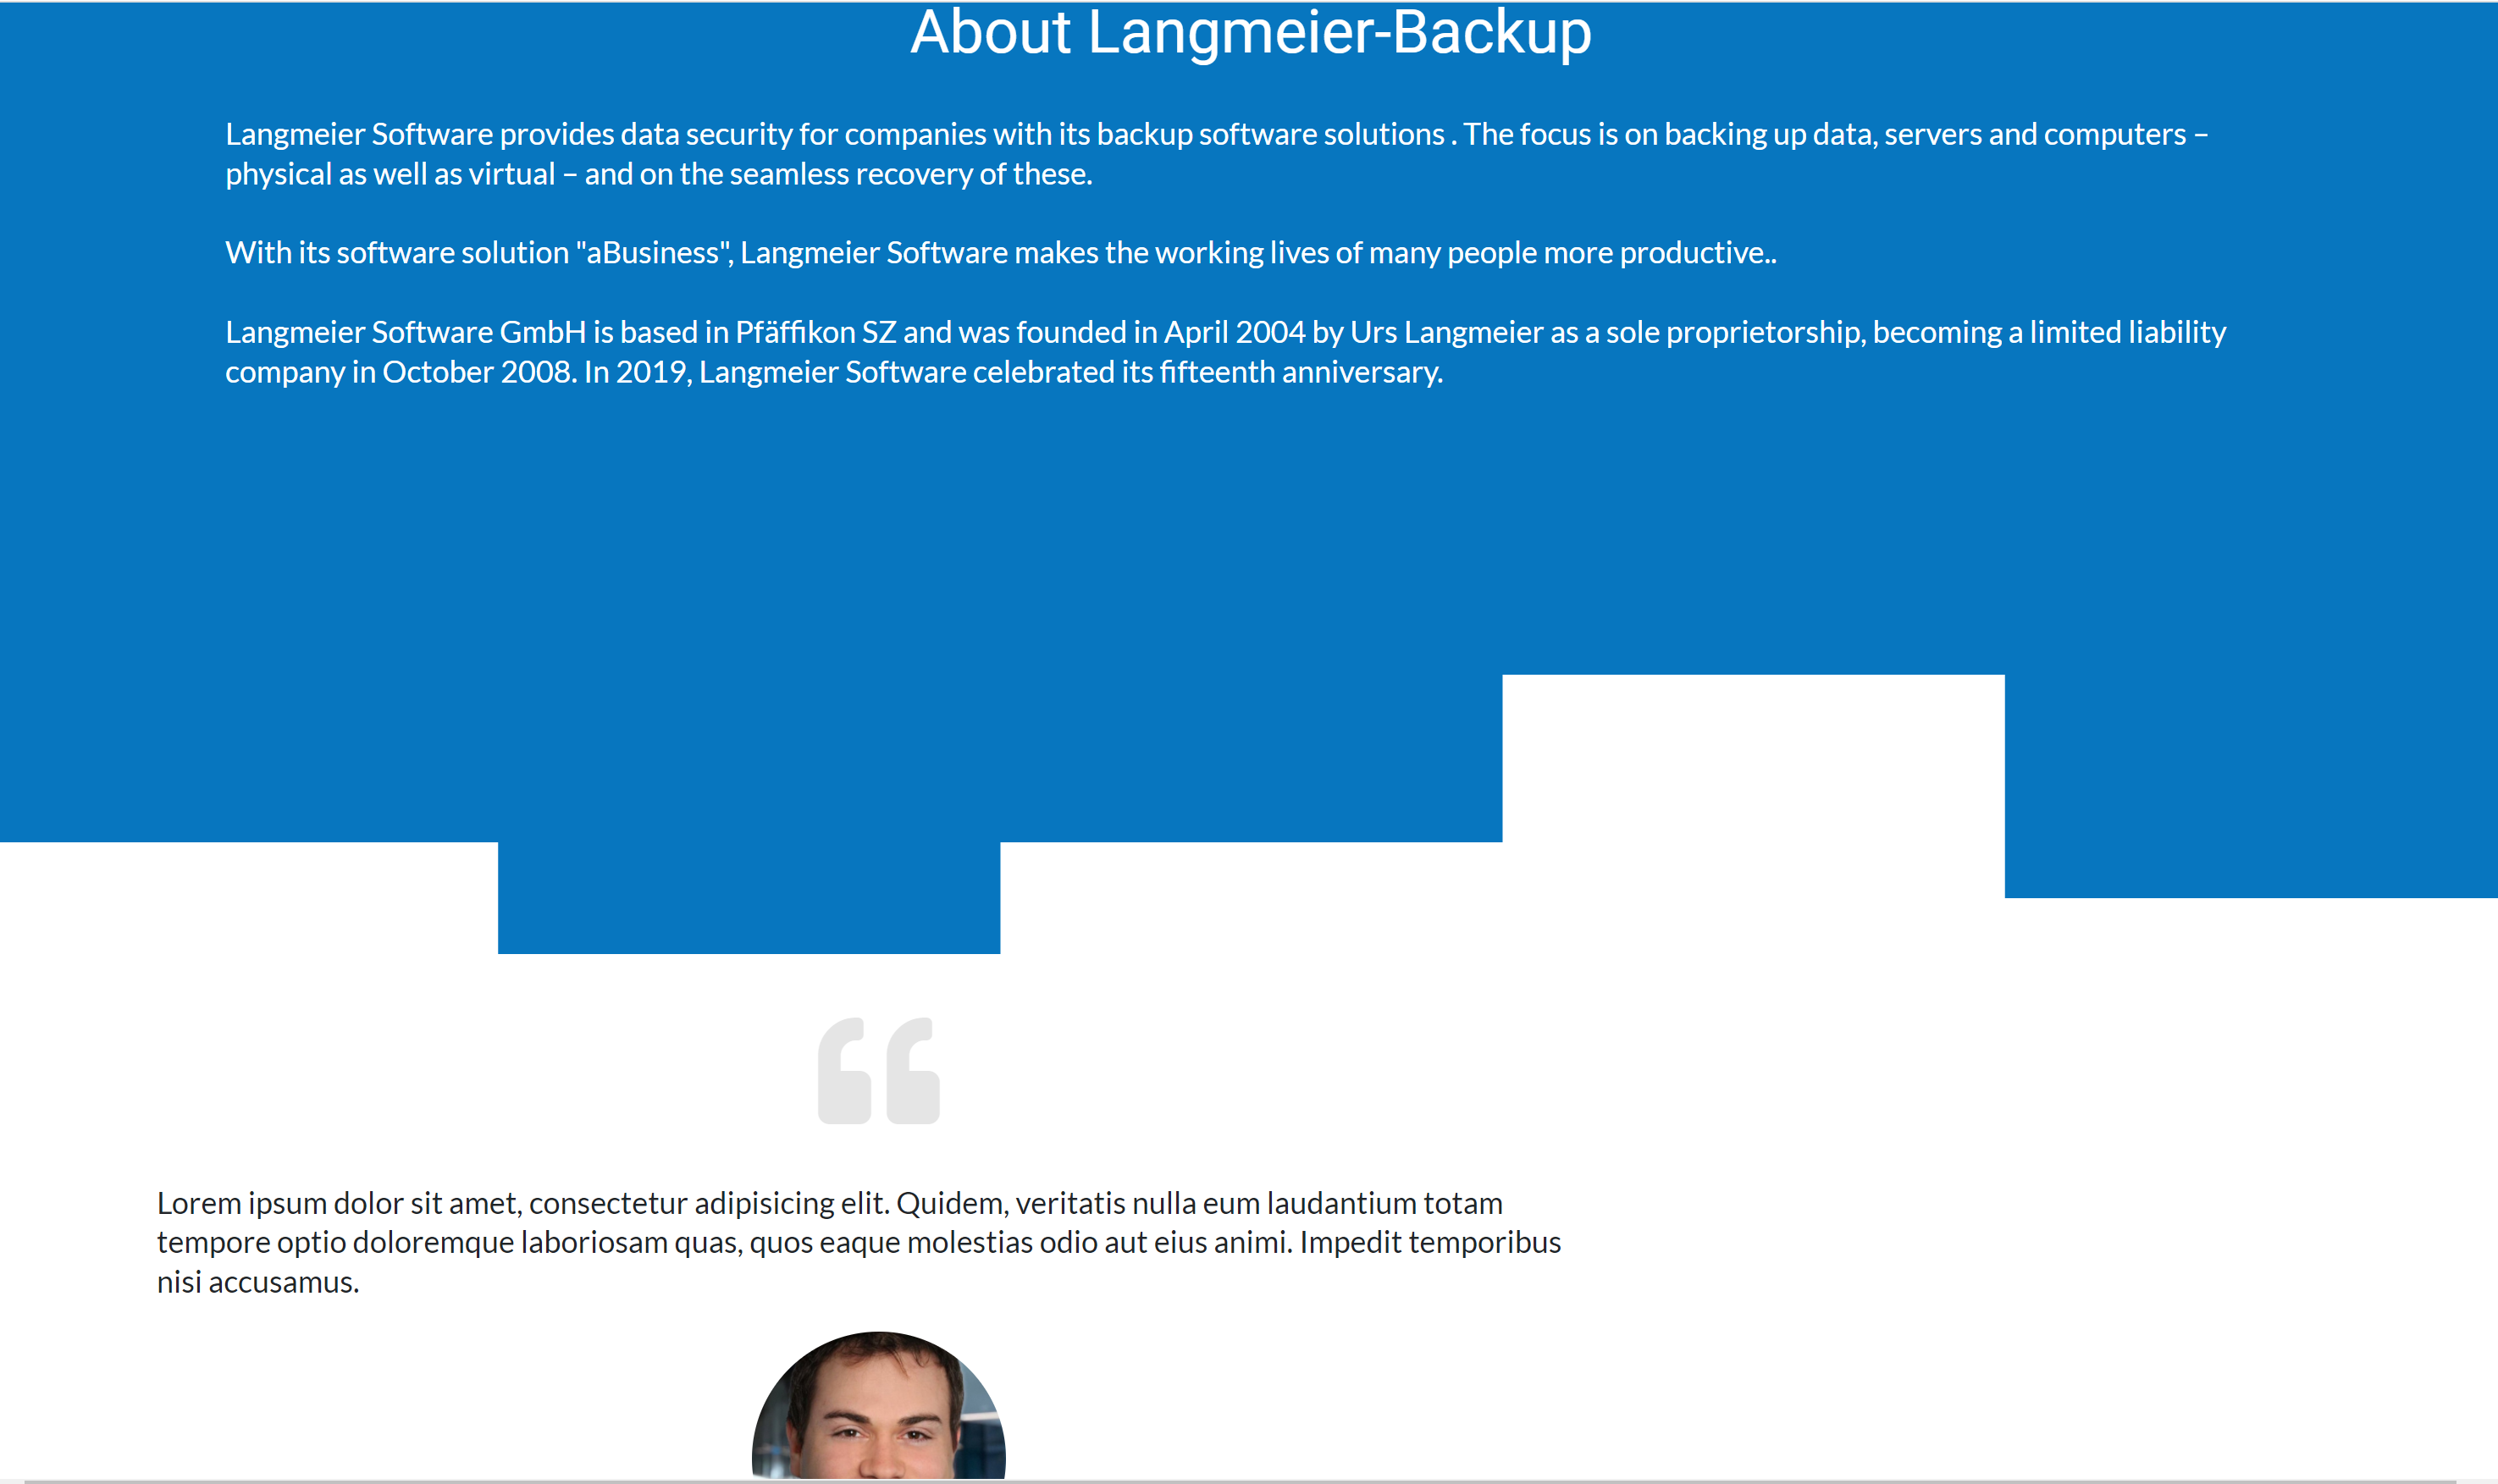 About Langmeier-Backup
Langmeier Software provides data security for companies with its backup software solutions . The focus is on backing up data, servers and computers –
physical as well as virtual – and on the seamless recovery of these.
With its software solution "aBusiness", Langmeier Software makes the working lives of many people more productive..
Langmeier Software GmbH is based in Pfäffikon SZ and was founded in April 2004 by Urs Langmeier as a sole proprietorship, becoming a limited liability
company in October 2008. In 2019, Langmeier Software celebrated its fifteenth anniversary.
“
Lorem ipsum dolor sit amet, consectetur adipisicing elit. Quidem, veritatis nulla eum laudantium totam
tempore optio doloremque laboriosam quas, quos eaque molestias odio aut eius animi. Impedit temporibus
nisi accusamus.